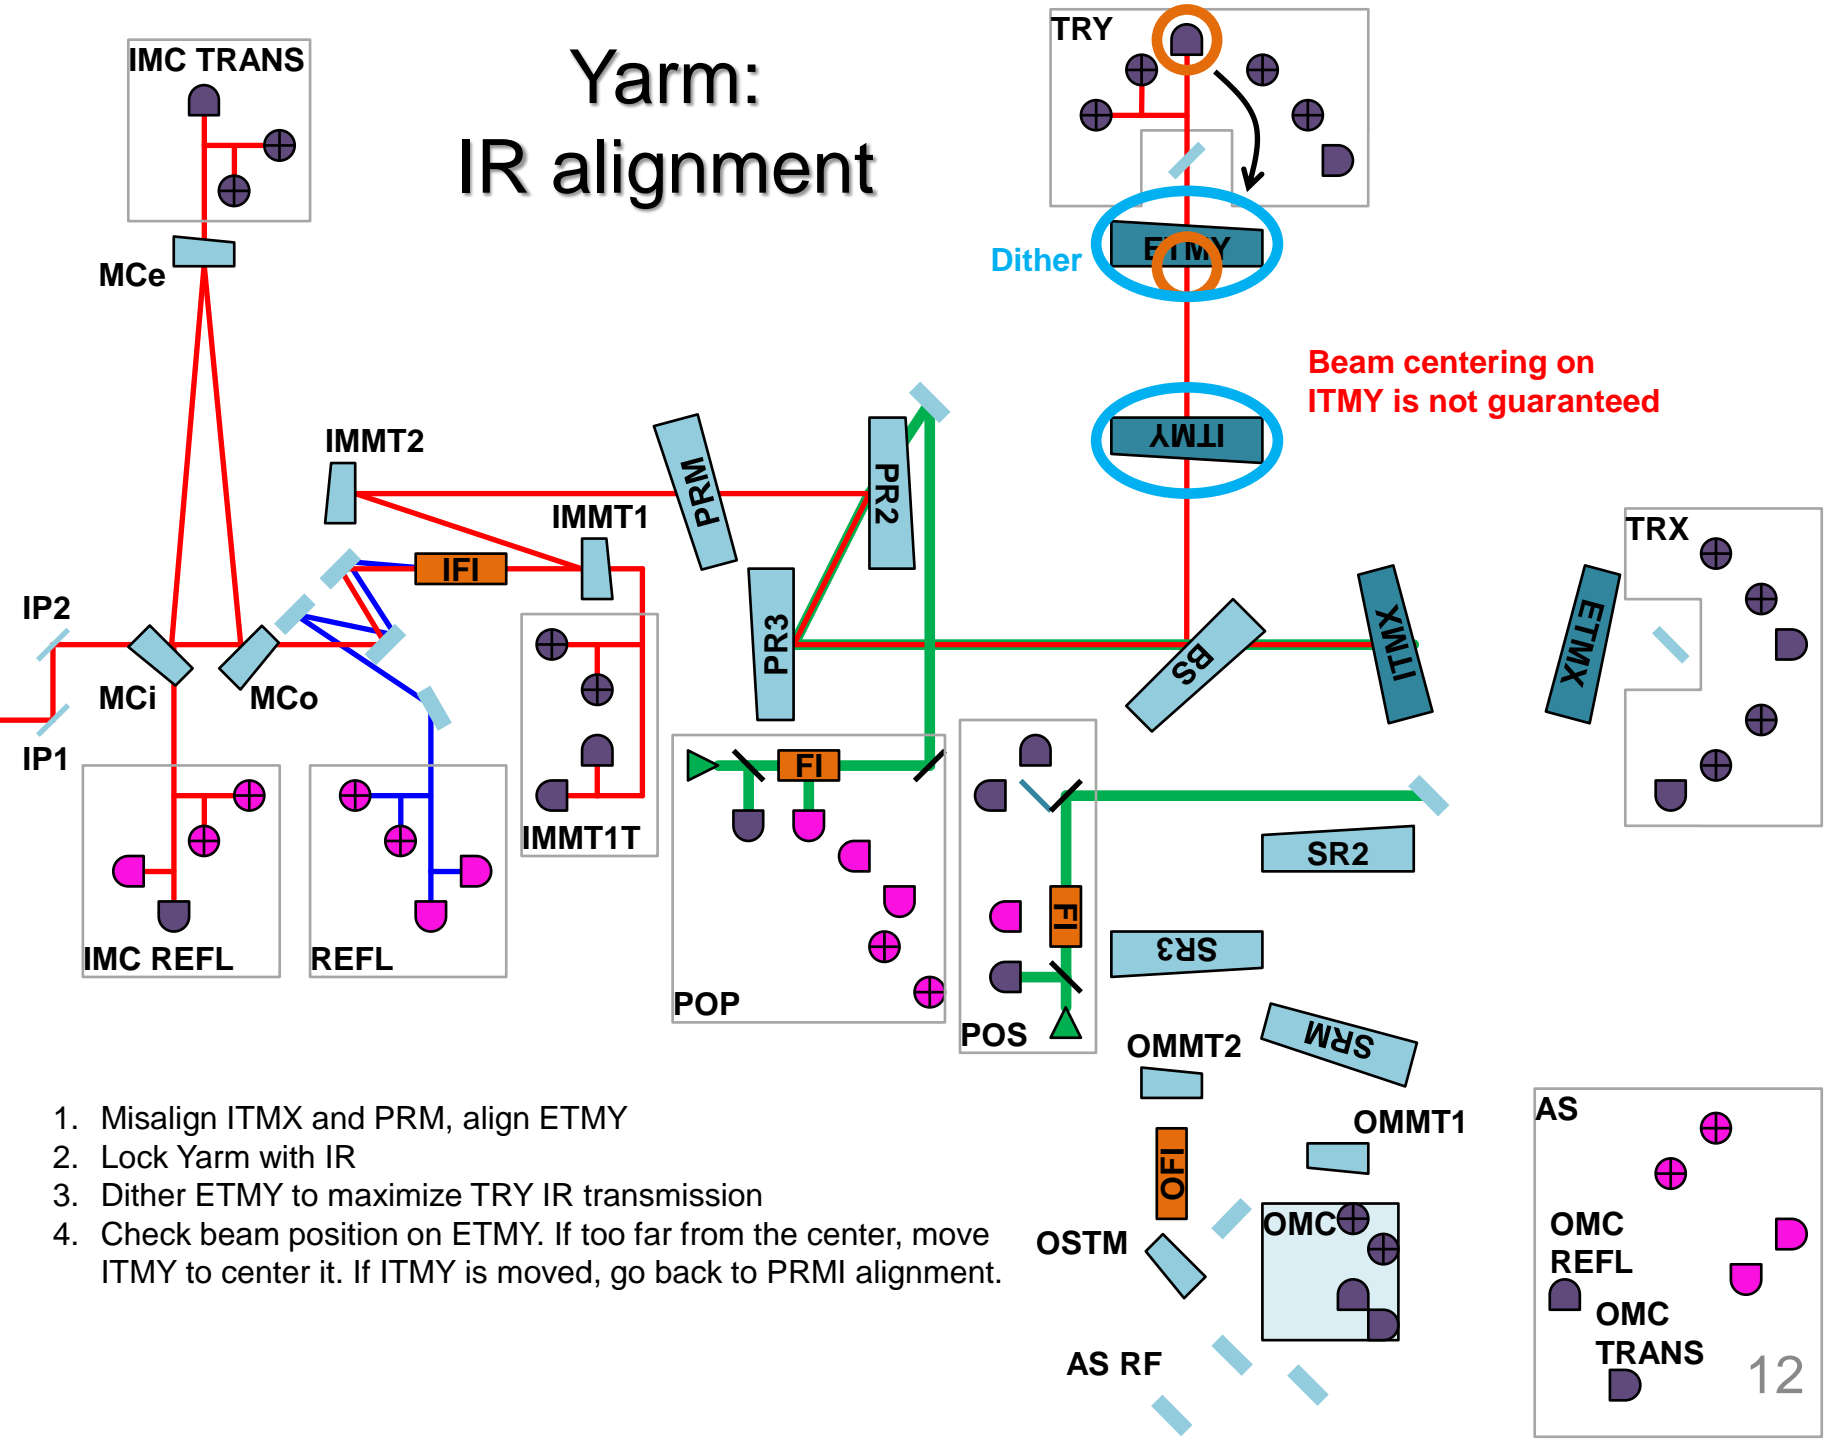 Yarm:
IR alignment
IMC TRANS
TRY
MCe
Dither
ETMY
Beam centering on
ITMY is not guaranteed
ITMY
IMMT2
PRM
PR2
IMMT1
TRX
IFI
IP2
PR3
BS
ITMX
ETMX
MCi
MCo
IP1
FI
IMMT1T
SR2
FI
SR3
IMC REFL
REFL
POP
POS
SRM
OMMT2
AS
OMMT1
1. Misalign ITMX and PRM, align ETMY
2. Lock Yarm with IR
3. Dither ETMY to maximize TRY IR transmission
4. Check beam position on ETMY. If too far from the center, move
ITMY to center it. If ITMY is moved, go back to PRMI alignment.
OFI
OSTM
OMC
OMC
REFL
OMC
TRANS
AS RF
12